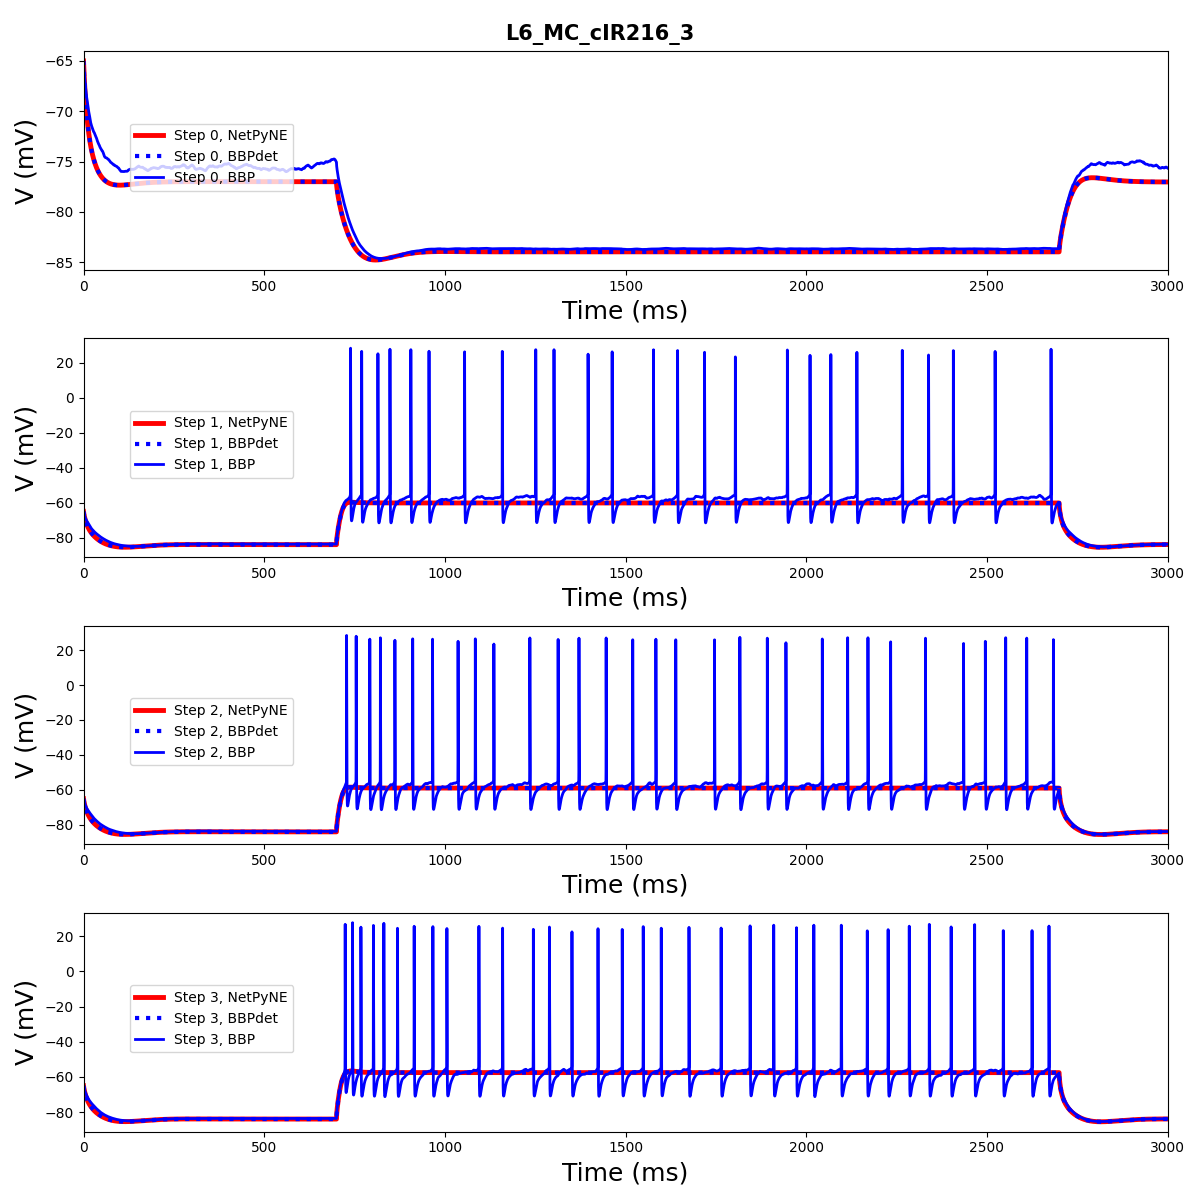 L6_MC_cIR216_3
−65
−70
−75
−80
−85
V (mV)
Step 0, NetPyNE
Step 0, BBPdet
Step 0, BBP
0 500 1000 1500 2000 2500 3000
Time (ms)
20
0
−20
−40
−60
−80
V (mV)
Step 1, NetPyNE
Step 1, BBPdet
Step 1, BBP
0 500 1000 1500 2000 2500 3000
Time (ms)
20
0
−20
−40
−60
−80
V (mV)
Step 2, NetPyNE
Step 2, BBPdet
Step 2, BBP
0 500 1000 1500 2000 2500 3000
Time (ms)
20
0
−20
−40
−60
−80
V (mV)
Step 3, NetPyNE
Step 3, BBPdet
Step 3, BBP
0 500 1000 1500 2000 2500 3000
Time (ms)